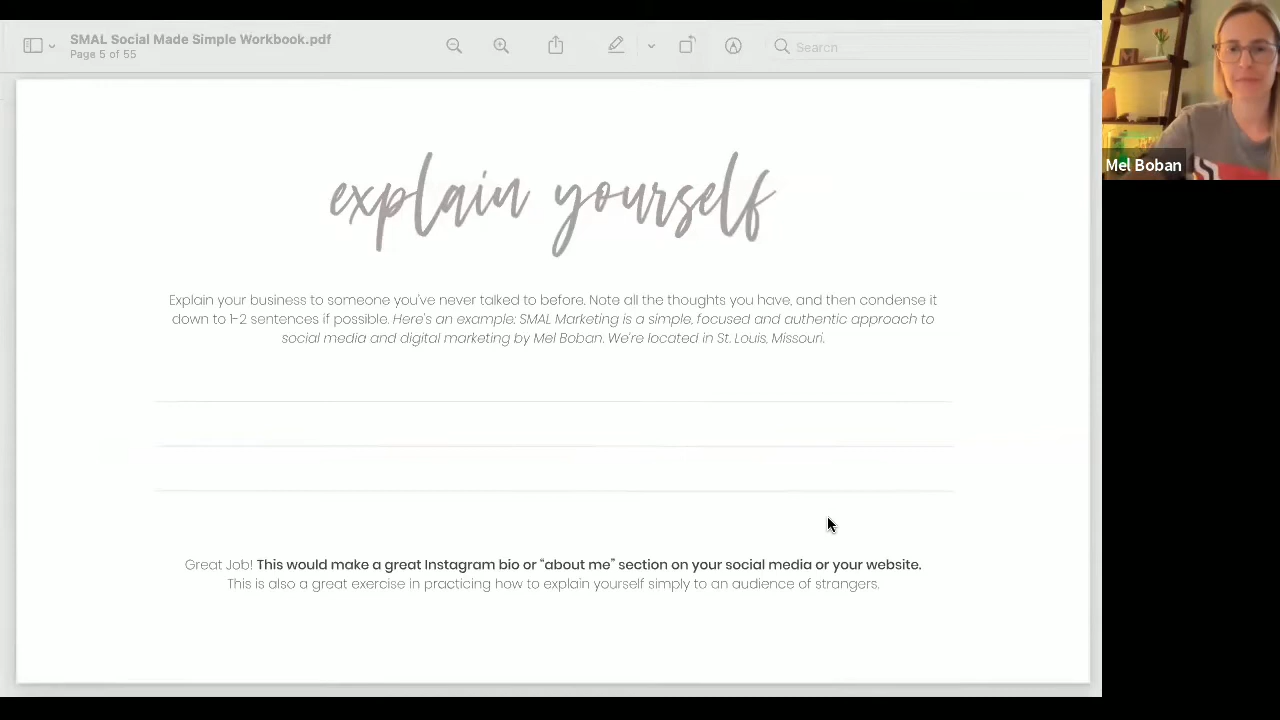 SMAL Social Made Simple Workbook.pdf
Page 5 of 55
Search
Mel Boban
explain yourself
Explain your business to someone you've never talked to before. Note all the thoughts you have, and then condense it
down to 1-2 sentences if possible. Here's an example: SMAL Marketing is a simple, focused and authentic approach to
social media and digital marketing by Mel Boban. We're located in St. Louis, Missouri.
Great Job! This would make a great Instagram bio or “about me” section on your social media or your website.
This is also a great exercise in practicing how to explain yourself simply to an audience of strangers.